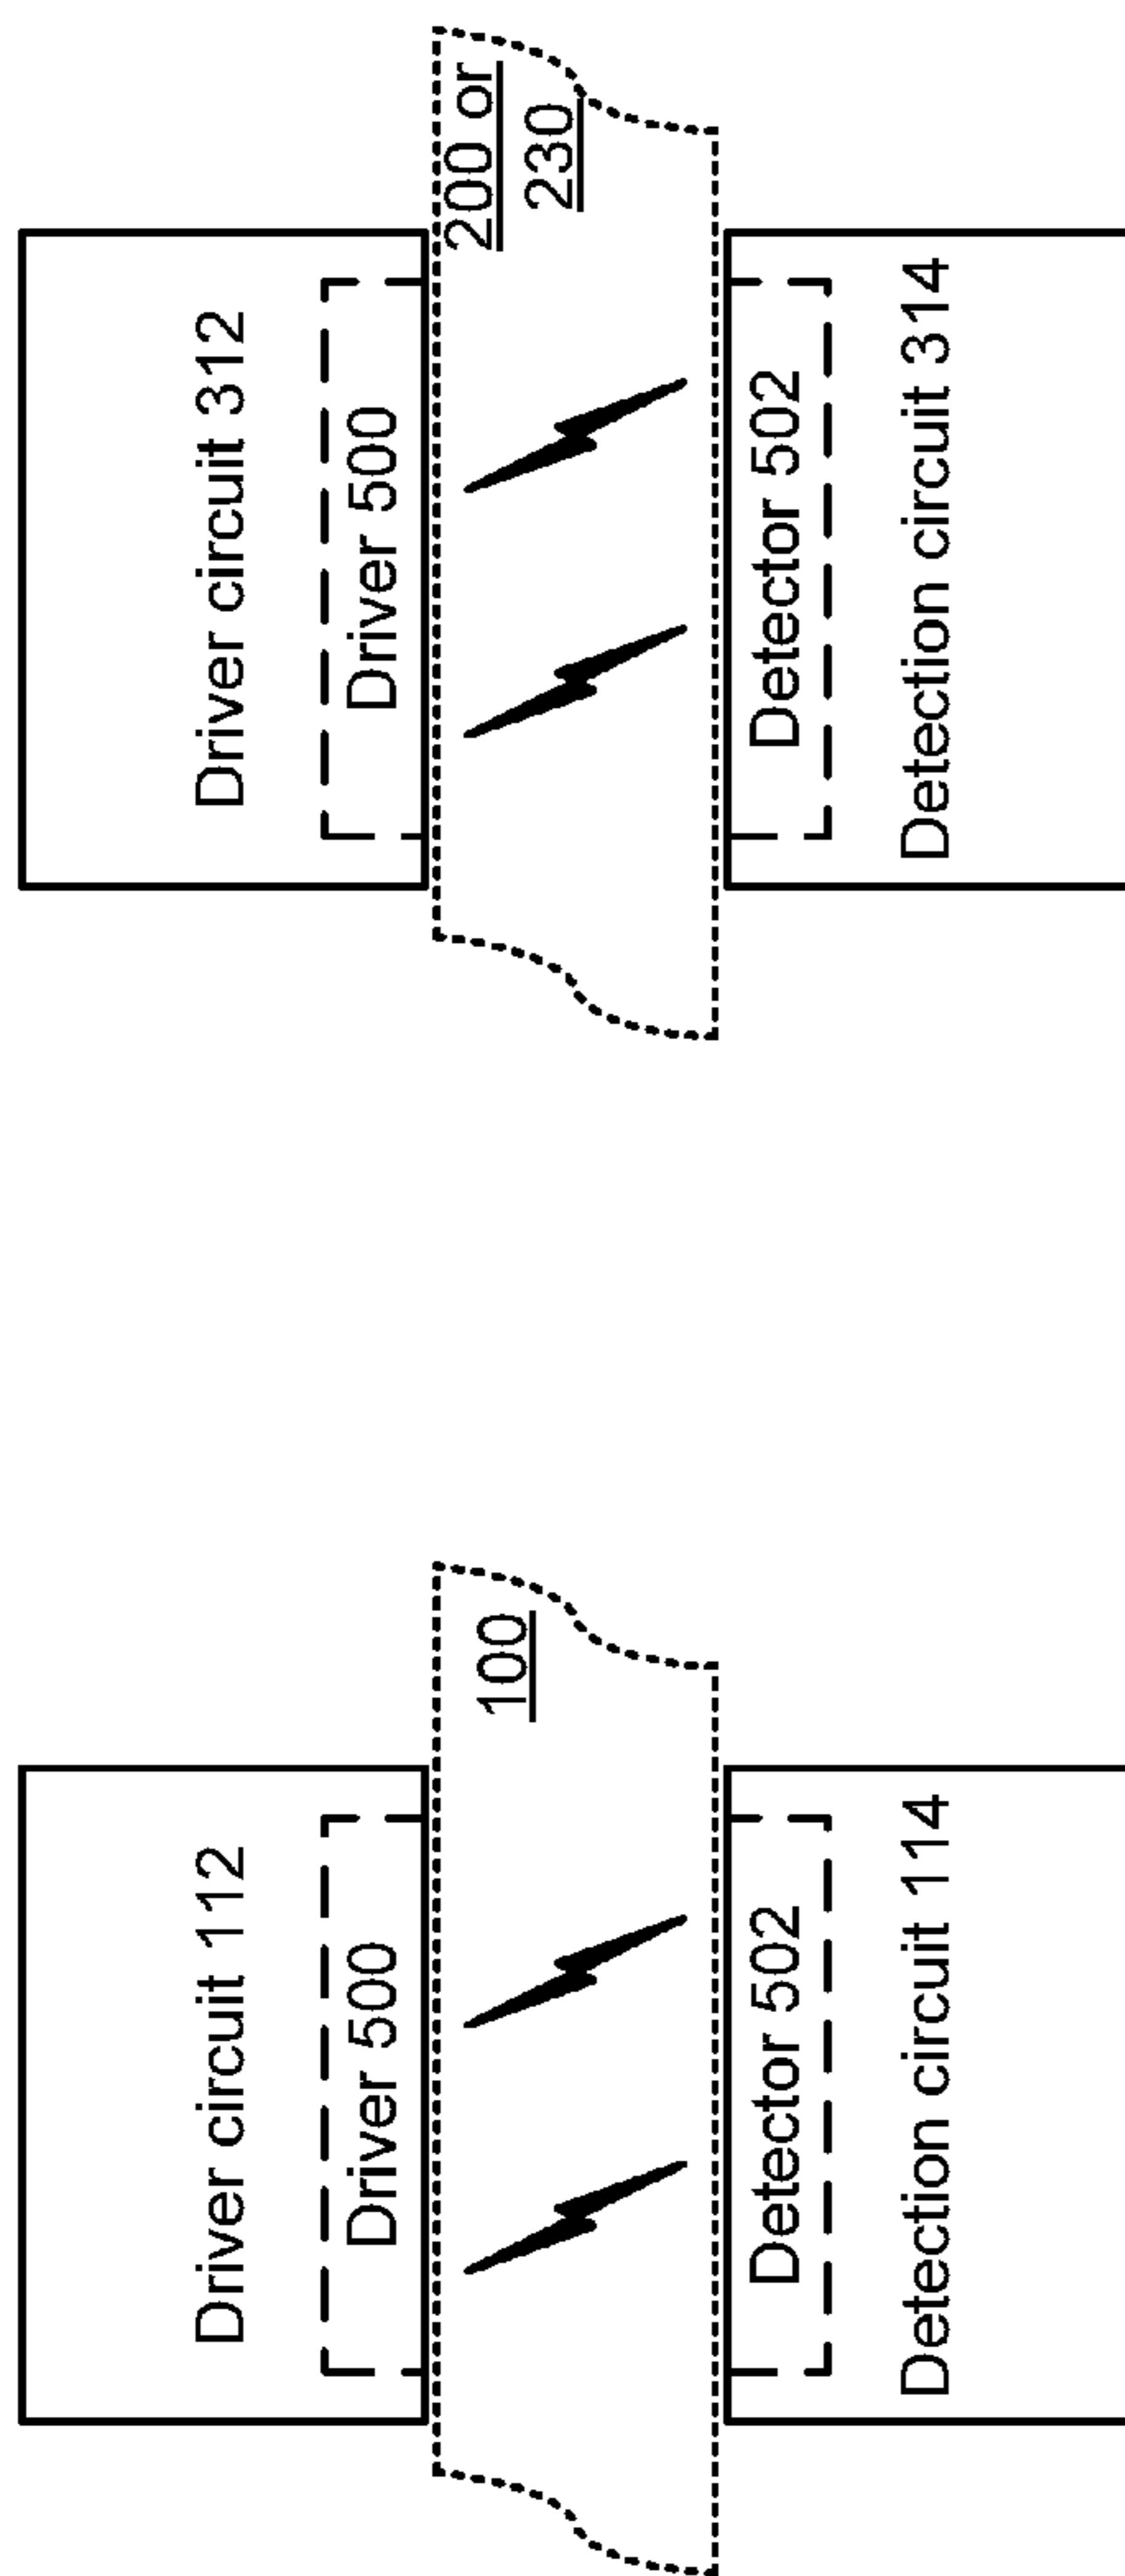 Driver circuit 112
Driver 500
100
Detector 502
Detection circuit 114
Driver circuit 312
Driver 500
200 or
230
Detector 502
Detection circuit 314